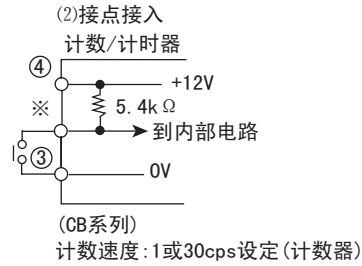 (2)接点接入
计数/计时器
④
+12V
※
5.4kΩ
到内部电路
③
0V
(CB系列)
计数速度:1或30cps设定(计数器)